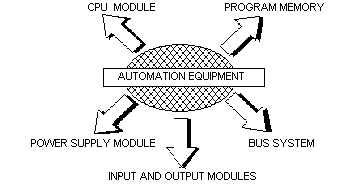 CPU MODULE
PROGRAM MEMORY
AUTOMATION EQUIPMENT
POWER SUPPLY MODULE
BUS SYSTEM
INPUT AND OUTPUT MODULES